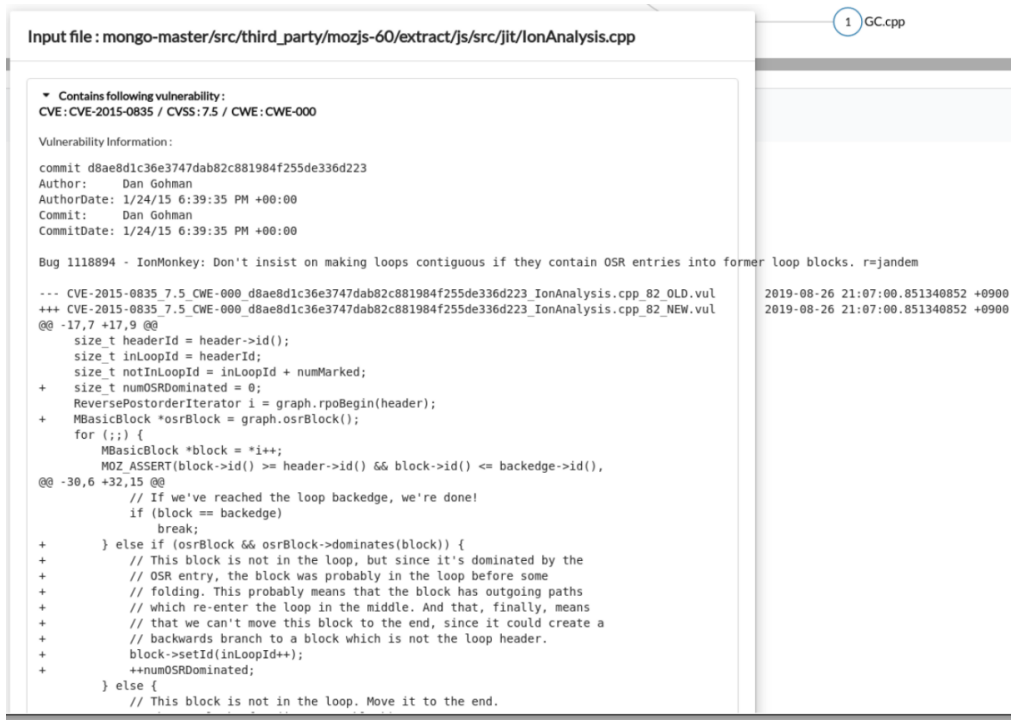 1 GC.cpp
Input file : mongo-master/src/third_party/mozjs-60/extract/js/src/jit/IonAnalysis.cpp
▼ Contains following vulnerability :
CVE : CVE-2015-0835 / CVSS : 7.5 / CWE : CWE-000
Vulnerability Information :
commit d8ae8d1c36e3747dab82c881984f255de336d223
Author:     Dan Gohman
AuthorDate: 1/24/15 6:39:35 PM +00:00
Commit:     Dan Gohman
CommitDate: 1/24/15 6:39:35 PM +00:00
Bug 1118894 - IonMonkey: Don't insist on making loops contiguous if they contain OSR entries into former loop blocks. r=jandem
--- CVE-2015-0835_7.5_CWE-000_d8ae8d1c36e3747dab82c881984f255de336d223_IonAnalysis.cpp_82_OLD.vul	2019-08-26 21:07:00.851340852 +0900
+++ CVE-2015-0835_7.5_CWE-000_d8ae8d1c36e3747dab82c881984f255de336d223_IonAnalysis.cpp_82_NEW.vul	2019-08-26 21:07:00.851340852 +0900
@@ -17,7 +17,9 @@
     size_t headerId = header->id();
     size_t inLoopId = headerId;
     size_t notInLoopId = inLoopId + numMarked;
+    size_t numOSRDominated = 0;
     ReversePostorderIterator i = graph.rpoBegin(header);
+    MBasicBlock *osrBlock = graph.osrBlock();
     for (;;) {
         MBasicBlock *block = *i++;
         MOZ_ASSERT(block->id() >= header->id() && block->id() <= backedge->id(),
@@ -30,6 +32,15 @@
             // If we've reached the loop backedge, we're done!
             if (block == backedge)
                 break;
+        } else if (osrBlock && osrBlock->dominates(block)) {
+            // This block is not in the loop, but since it's dominated by the
+            // OSR entry, the block was probably in the loop before some
+            // folding. This probably means that the block has outgoing paths
+            // which re-enter the loop in the middle. And that, finally, means
+            // that we can't move this block to the end, since it could create a
+            // backwards branch to a block which is not the loop header.
+            block->setId(inLoopId++);
+            ++numOSRDominated;
         } else {
             // This block is not in the loop. Move it to the end.